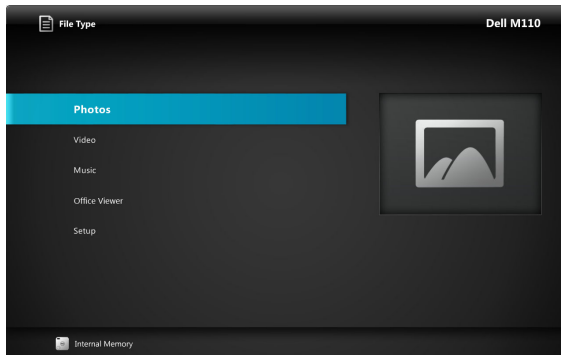 File Type
Dell M110
Photos
Video
Music
Office Viewer
Setup
Internal Memory